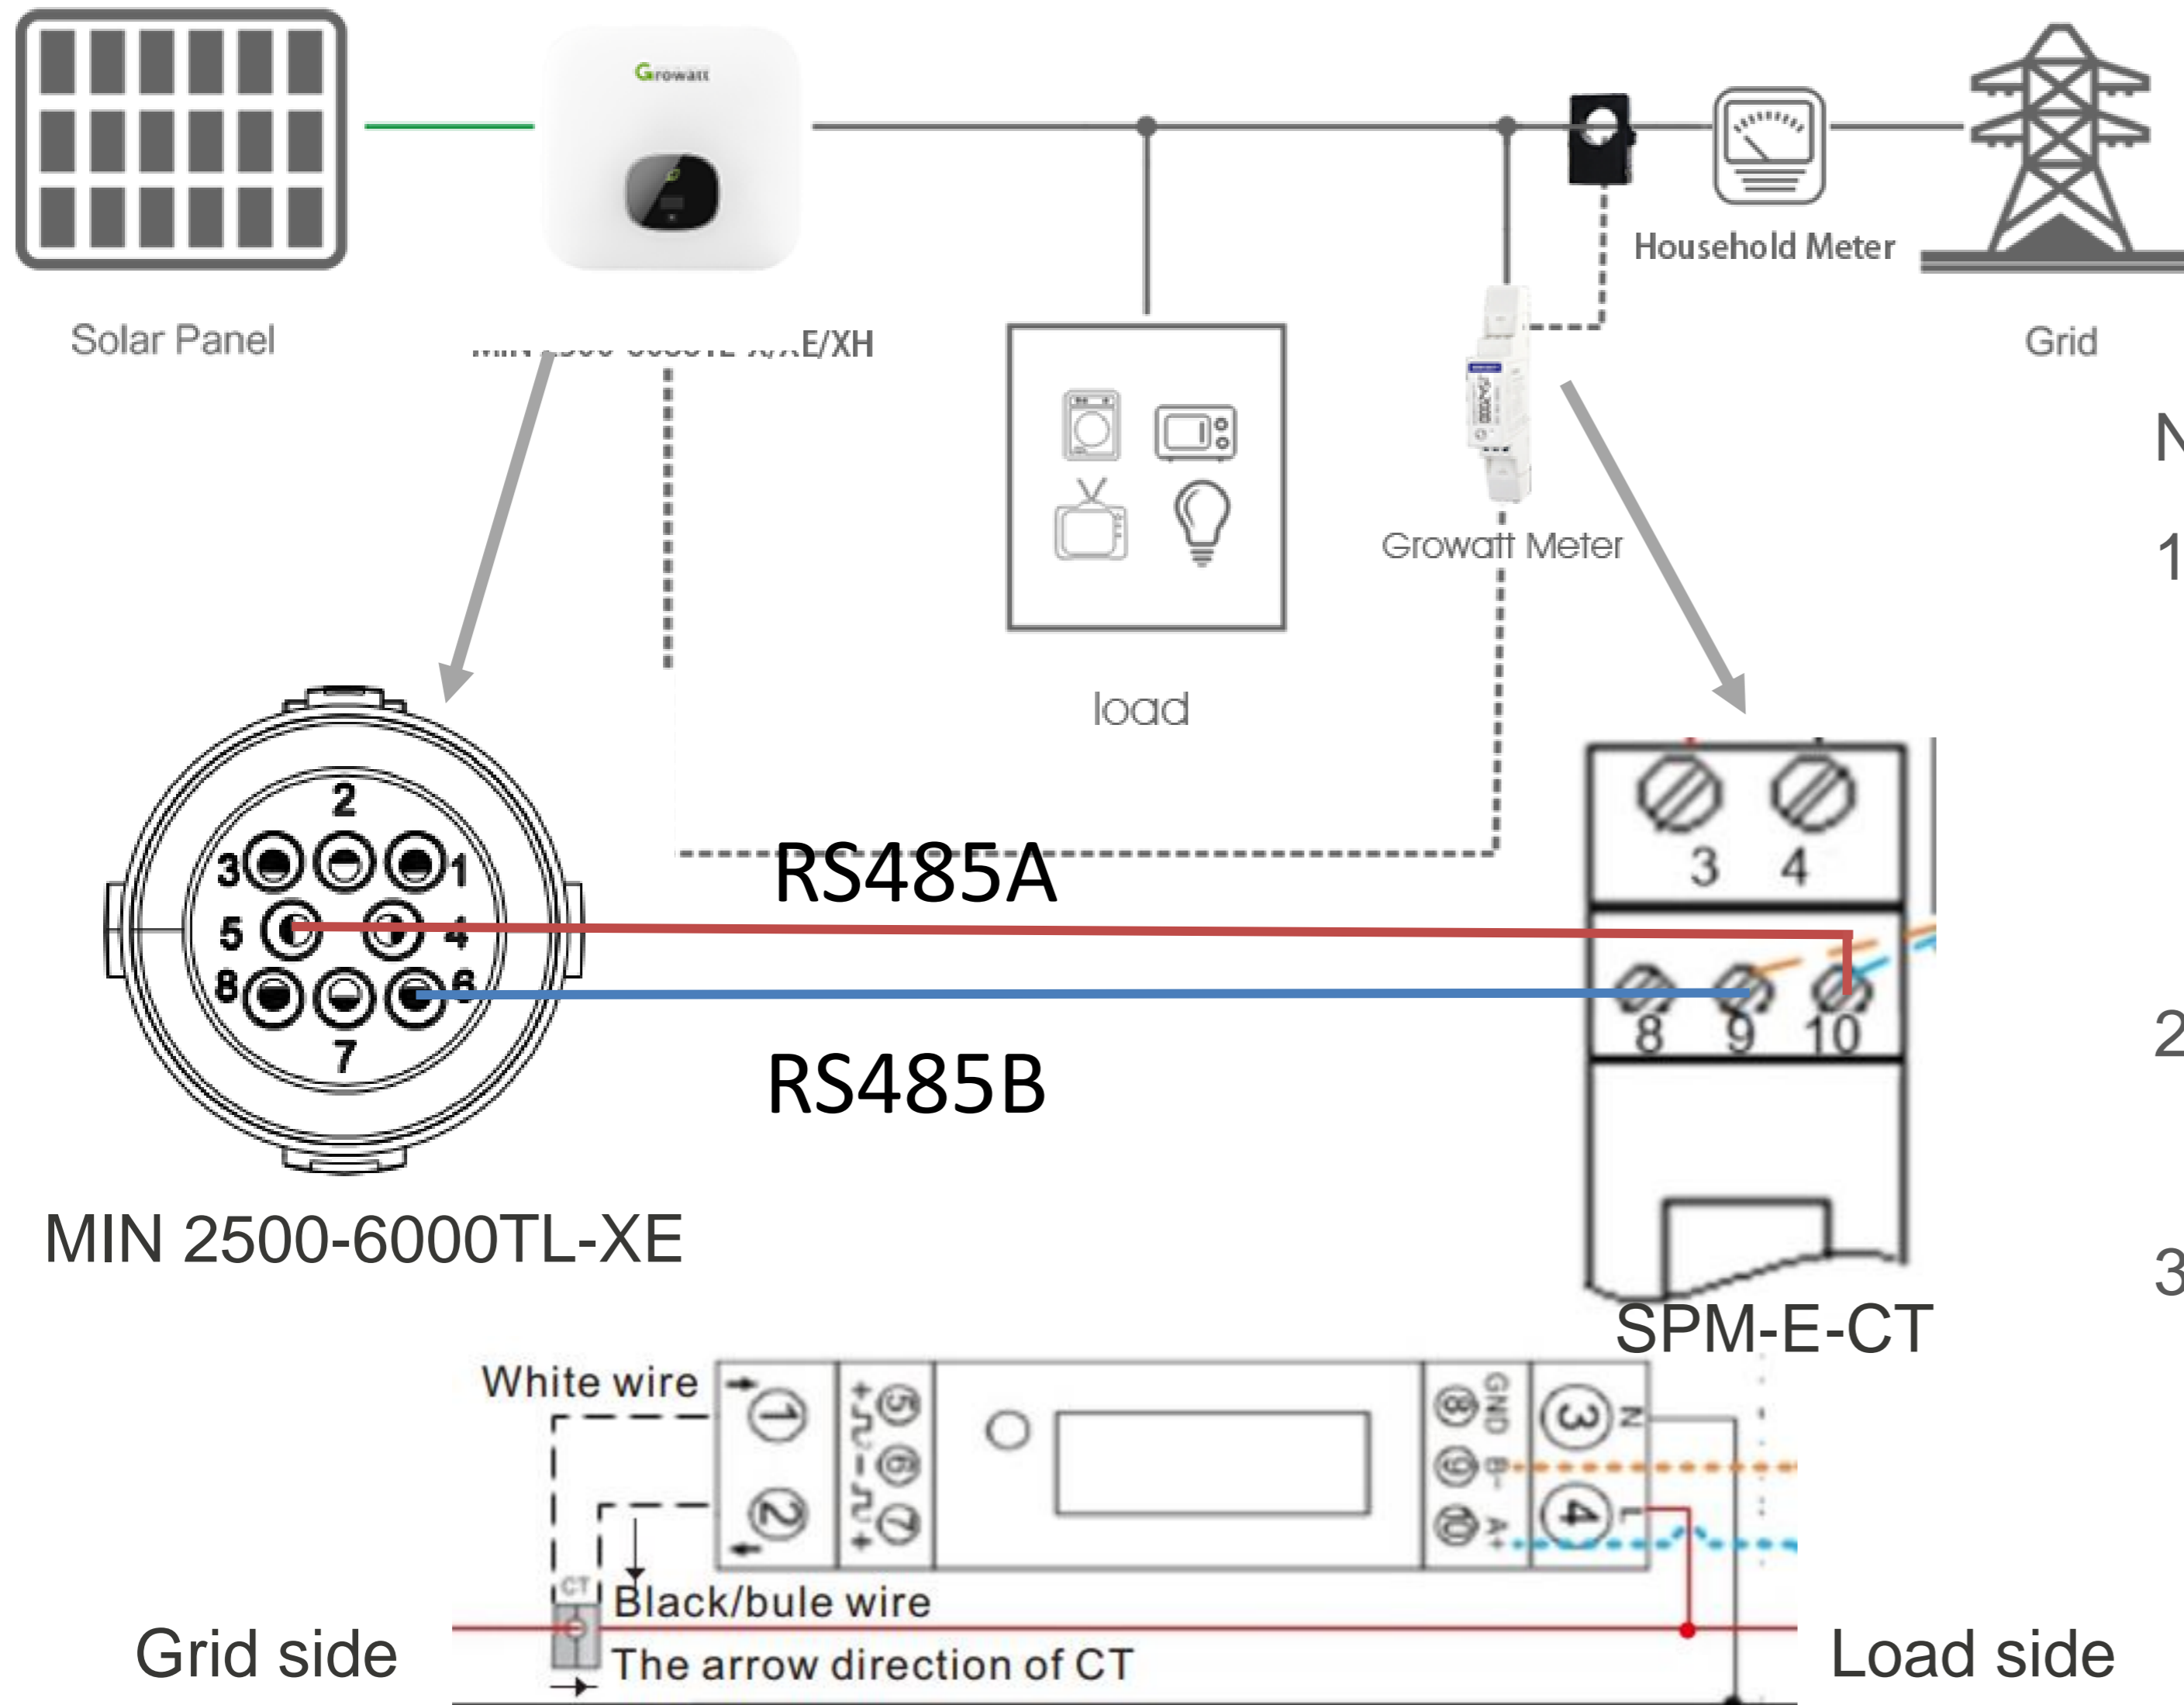 Growatt
Household Meter
Solar Panel
E/XH
Grid
N
1
Growatt Meter
load
2
3
1
5
4
8
6
7
RS485A
RS485B
3
4
8
9
10
2
3
MIN 2500-6000TL-XE
SPM-E-CT
White wire
1
2
+
5
6
7
+
8
GND
9
B-
10
A+
3
N
4
L
CT
Black/bule wire
The arrow direction of CT
Grid side
Load side